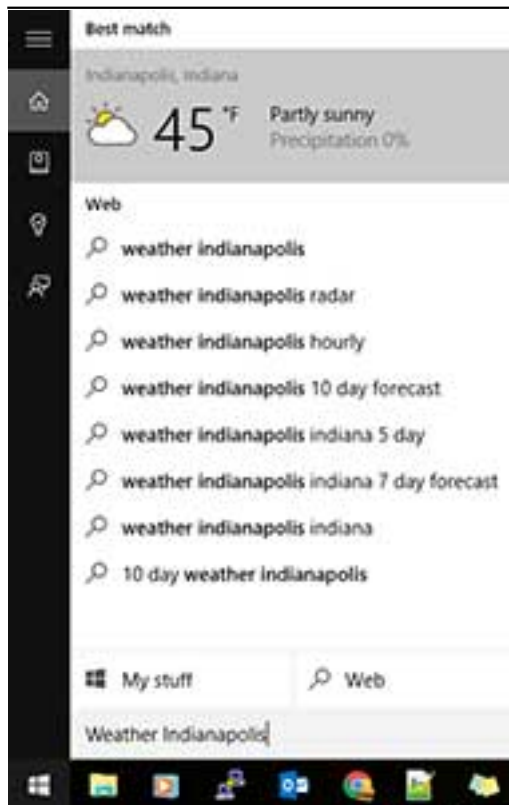 Best match
Indianapolis, Indiana
45 °F
Partly sunny
Precipitation 0%
Web
weather indianapolis
weather indianapolis radar
weather indianapolis hourly
weather indianapolis 10 day forecast
weather indianapolis indiana 5 day
weather indianapolis indiana 7 day forecast
weather indianapolis indiana
10 day weather indianapolis
My stuff
Web
Weather Indianapolis